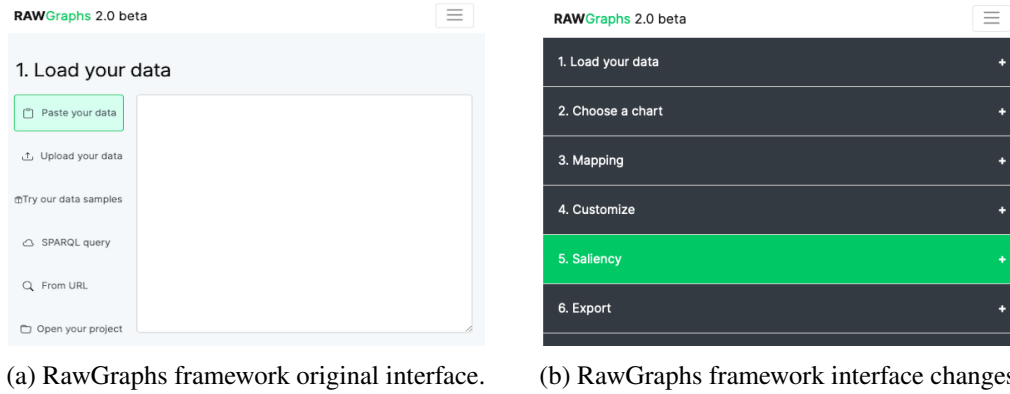 RAWGraphs 2.0 beta
1. Load your data
Paste your data
Upload your data
Try our data samples
SPARQL query
From URL
Open your project
(a) RawGraphs framework original interface.
RAWGraphs 2.0 beta
1. Load your data +
2. Choose a chart +
3. Mapping +
4. Customize +
5. Saliency +
6. Export +
(b) RawGraphs framework interface changes